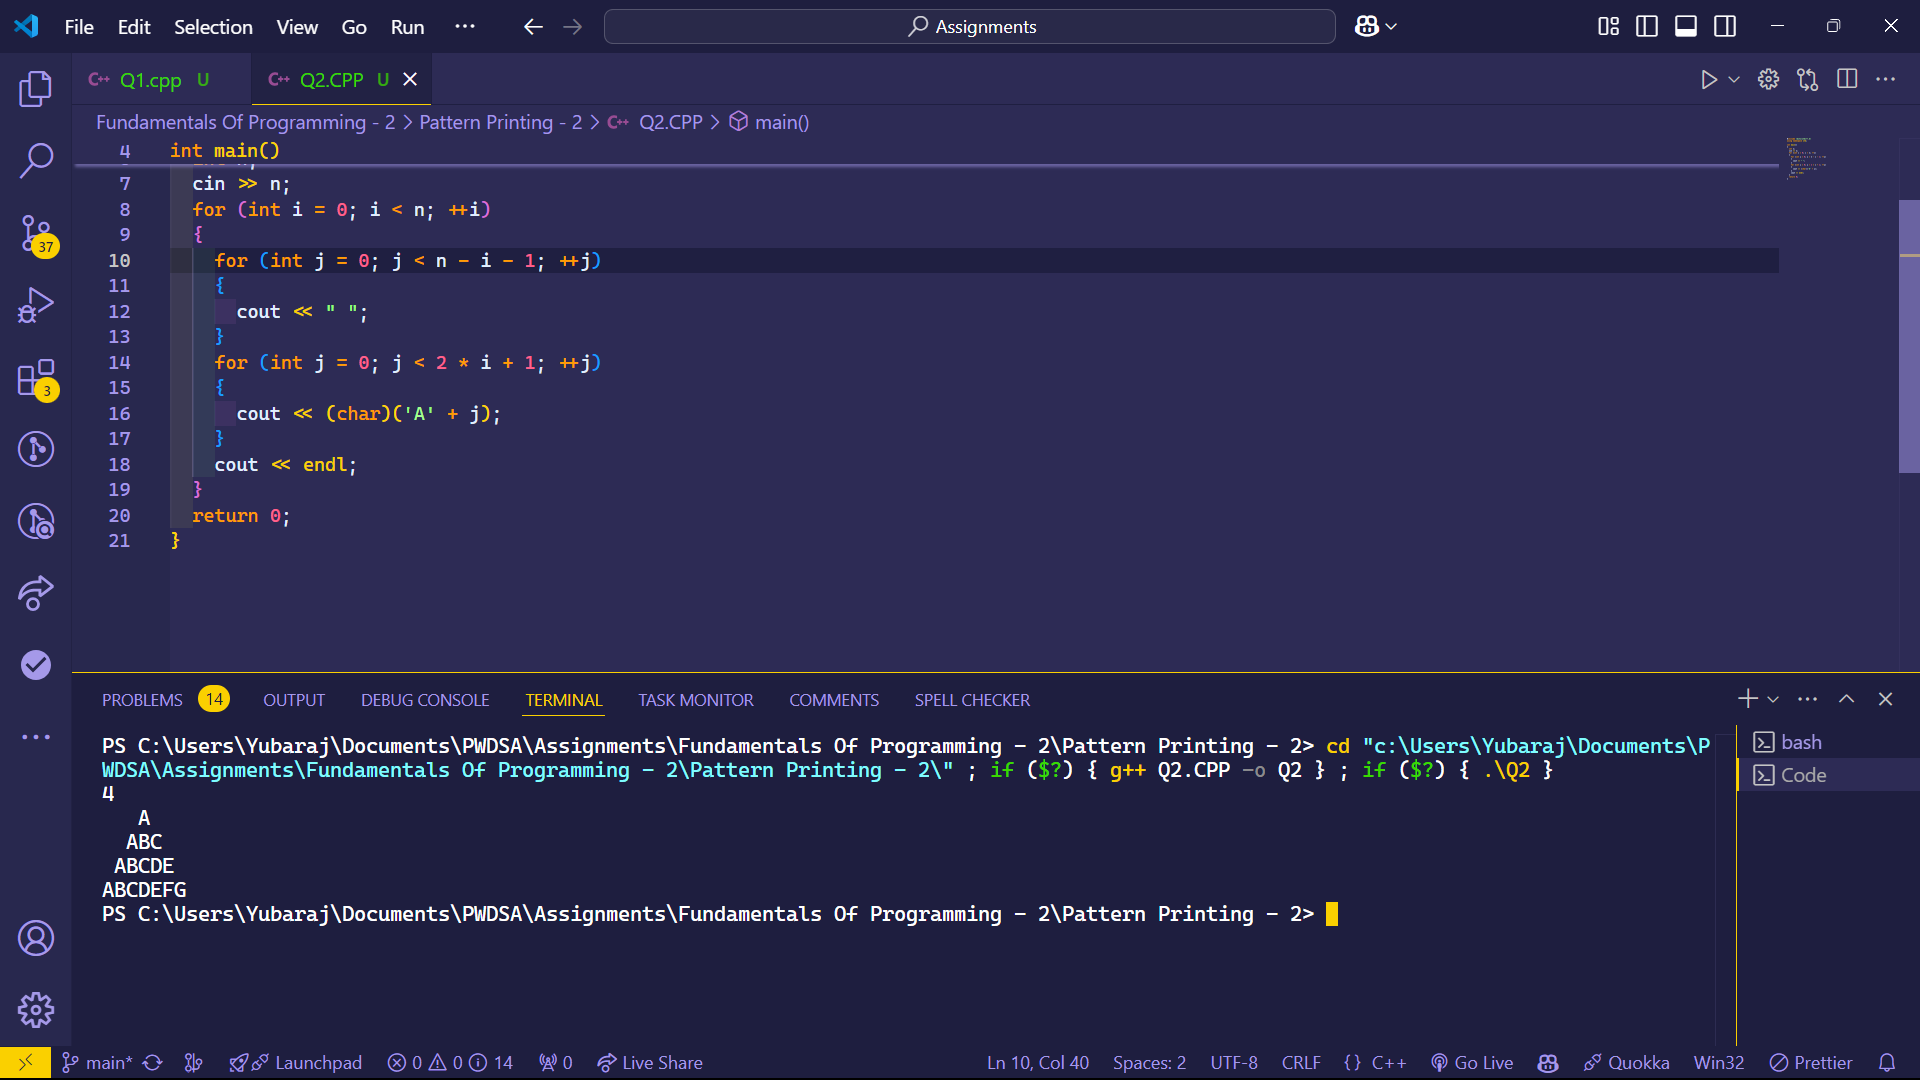 File Edit Selection View Go Run ··· Assignments
Q1.cpp U Q2.CPP U
Fundamentals Of Programming - 2 > Pattern Printing - 2 > Q2.CPP > main()
4 int main()
7 cin >> n;
8 for (int i = 0; i < n; ++i)
9 {
10 for (int j = 0; j < n - i - 1; ++j)
11 {
12 cout << " ";
13 }
14 for (int j = 0; j < 2 * i + 1; ++j)
15 {
16 cout << (char)('A' + j);
17 }
18 cout << endl;
19 }
20 return 0;
21 }
37
3
PROBLEMS 14 OUTPUT DEBUG CONSOLE TERMINAL TASK MONITOR COMMENTS SPELL CHECKER
PS C:\Users\Yubaraj\Documents\PWDSA\Assignments\Fundamentals Of Programming - 2\Pattern Printing - 2> cd "c:\Users\Yubaraj\Documents\P
WDSA\Assignments\Fundamentals Of Programming - 2\Pattern Printing - 2\" ; if ($?) { g++ Q2.CPP -o Q2 } ; if ($?) { .\Q2 }
4
A
ABC
ABCDE
ABCDEFG
PS C:\Users\Yubaraj\Documents\PWDSA\Assignments\Fundamentals Of Programming - 2\Pattern Printing - 2>
bash
Code
main* Launchpad 0 0 14 0 Live Share Ln 10, Col 40 Spaces: 2 UTF-8 CRLF {} C++ Go Live Quokka Win32 Prettier